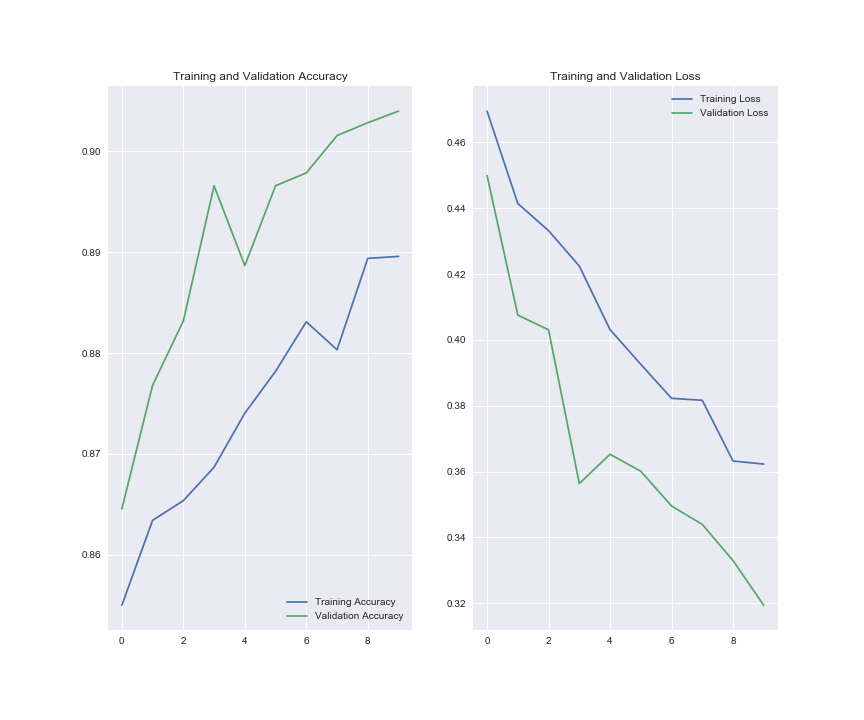 Training and Validation Accuracy
0.90
0.89
0.88
0.87
0.86
Training Accuracy
Validation Accuracy
0 2 4 6 8
Training and Validation Loss
Training Loss
Validation Loss
0.46
0.44
0.42
0.40
0.38
0.36
0.34
0.32
0 2 4 6 8